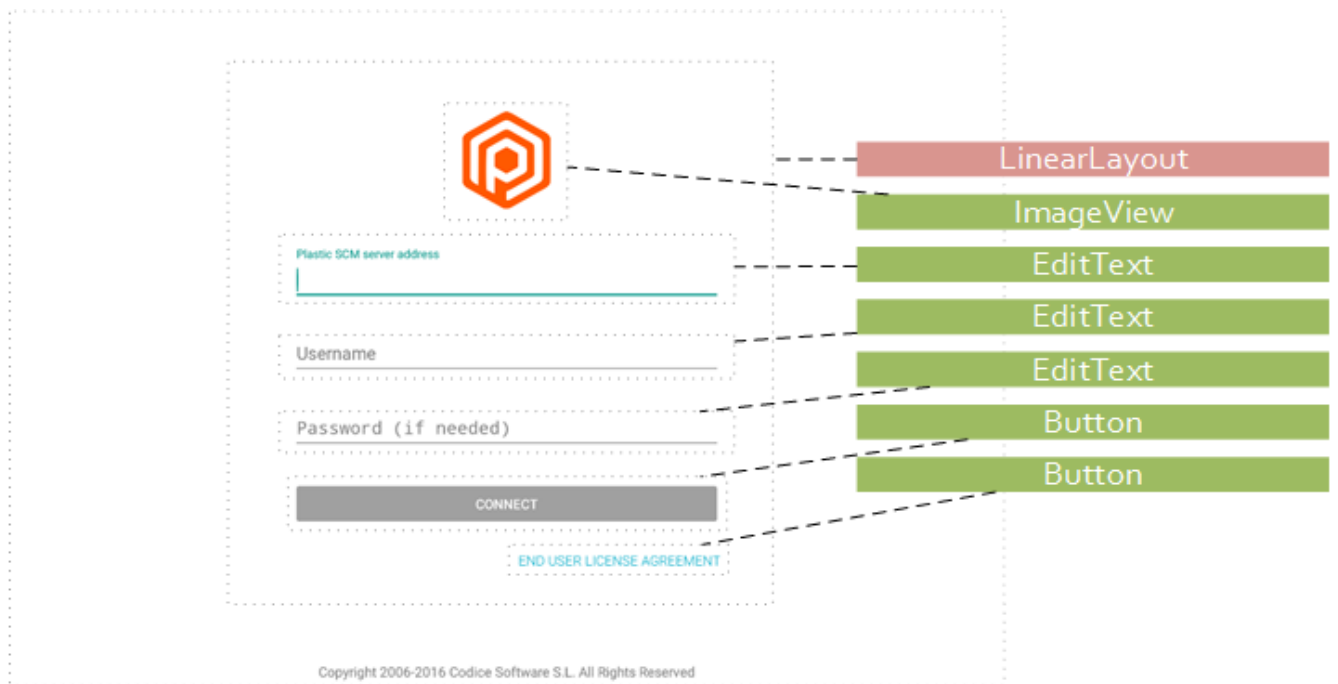 LinearLayout
ImageView
Plastic SCM server address
EditText
EditText
Username
EditText
Password (if needed)
Button
Button
CONNECT
END USER LICENSE AGREEMENT
Copyright 2006-2016 Codice Software S.L. All Rights Reserved